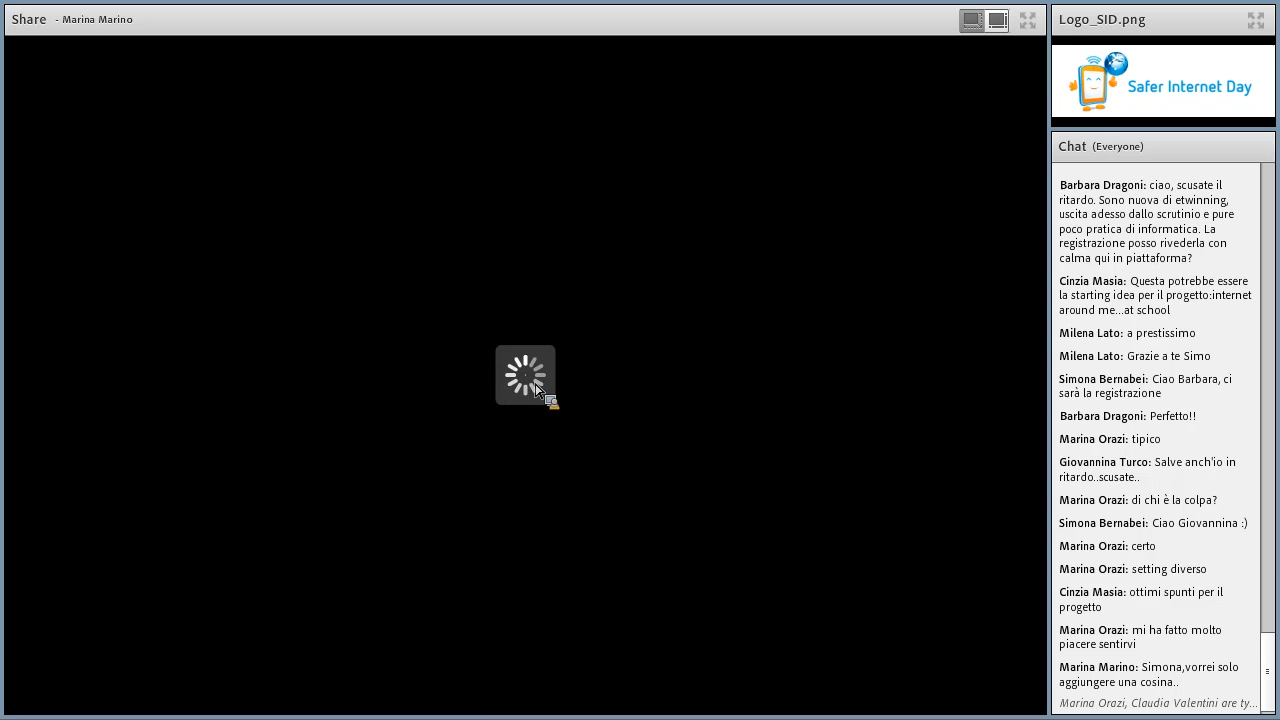 Share - Marina Marino
Logo_SID.png
Safer Internet Day
Chat (Everyone)
Barbara Dragoni: ciao, scusate il
ritardo. Sono nuova di etwinning,
uscita adesso dallo scrutinio e pure
poco pratica di informatica. La
registrazione posso rivederla con
calma qui in piattaforma?
Cinzia Masia: Questa potrebbe essere
la starting idea per il progetto:internet
around me...at school
Milena Lato: a prestissimo
Milena Lato: Grazie a te Simo
Simona Bernabei: Ciao Barbara, ci
sarà la registrazione
Barbara Dragoni: Perfetto!!
Marina Orazi: tipico
Giovannina Turco: Salve anch'io in
ritardo..scusate..
Marina Orazi: di chi è la colpa?
Simona Bernabei: Ciao Giovannina :)
Marina Orazi: certo
Marina Orazi: setting diverso
Cinzia Masia: ottimi spunti per il
progetto
Marina Orazi: mi ha fatto molto
piacere sentirvi
Marina Marino: Simona,vorrei solo
aggiungere una cosina..
Marina Orazi, Claudia Valentini are ty...